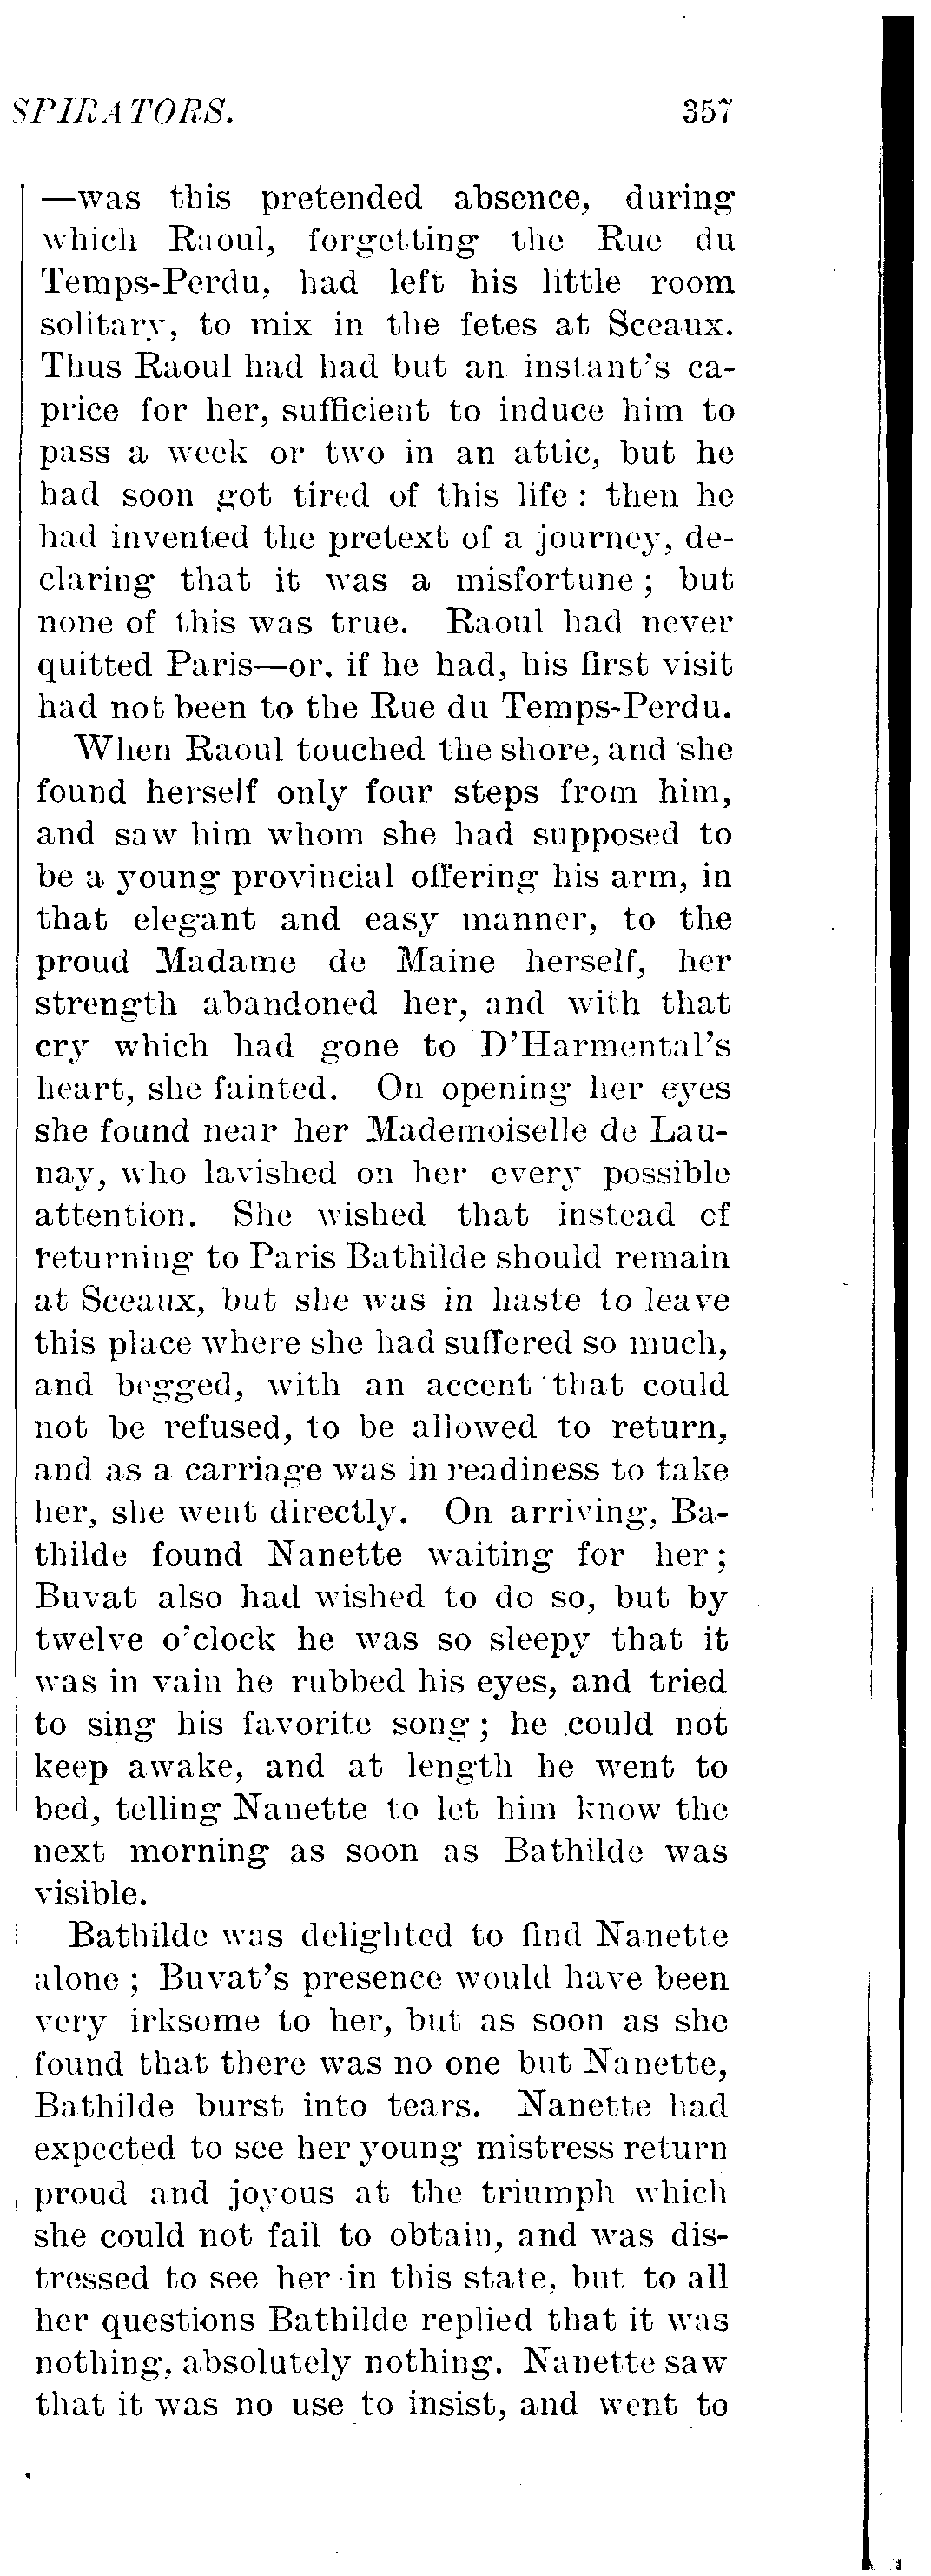 SPIRATORS. 357
—was this pretended absence, during
which Raoul, forgetting the Rue du
Temps-Perdu, had left his little room
solitary, to mix in the fetes at Sceaux.
Thus Raoul had had but an instant's ca-
price for her, sufficient to induce him to
pass a week or two in an attic, but he
had soon got tired of this life : then he
had invented the pretext of a journey, de-
claring that it was a misfortune ; but
none of this was true. Raoul had never
quitted Paris—or, if he had, his first visit
had not been to the Rue du Temps-Perdu.
When Raoul touched the shore, and she
found herself only four steps from him,
and saw him whom she had supposed to
be a young provincial offering his arm, in
that elegant and easy manner, to the
proud Madame de Maine herself, her
strength abandoned her, and with that
cry which had gone to D'Harmental's
heart, she fainted. On opening her eyes
she found near her Mademoiselle de Lau-
nay, who lavished on her every possible
attention. She wished that instead of
returning to Paris Bathilde should remain
at Sceaux, but she was in haste to leave
this place where she had suffered so much,
and begged, with an accent that could
not be refused, to be allowed to return,
and as a carriage was in readiness to take
her, she went directly. On arriving, Ba-
thilde found Nanette waiting for her ;
Buvat also had wished to do so, but by
twelve o'clock he was so sleepy that it
was in vain he rubbed his eyes, and tried
to sing his favorite song ; he could not
keep awake, and at length he went to
bed, telling Nanette to let him know the
next morning as soon as Bathilde was
visible.
Bathilde was delighted to find Nanette
alone ; Buvat's presence would have been
very irksome to her, but as soon as she
found that there was no one but Nanette,
Bathilde burst into tears. Nanette had
expected to see her young mistress return
proud and joyous at the triumph which
she could not fail to obtain, and was dis-
tressed to see her in this state, but to all
her questions Bathilde replied that it was
nothing, absolutely nothing. Nanette saw
that it was no use to insist, and went to